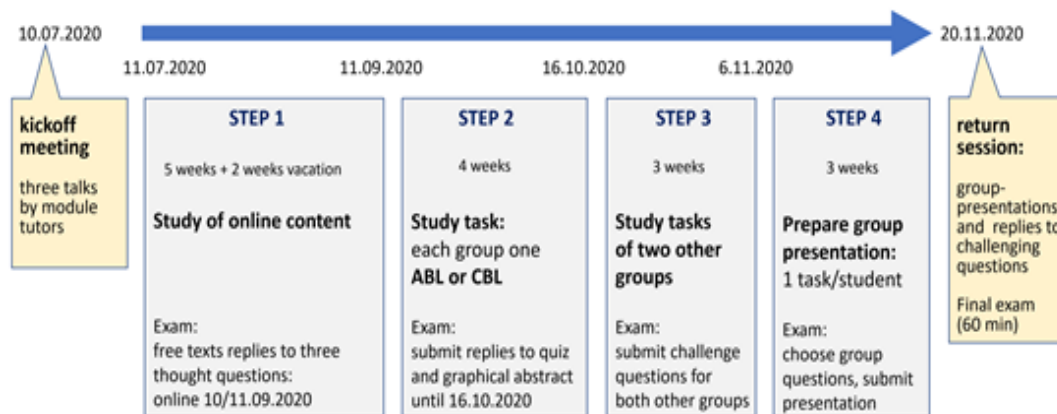 10.07.2020
20.11.2020
11.07.2020
11.09.2020
16.10.2020
6.11.2020
kickoff
meeting
three talks
by module
tutors
STEP 1
5 weeks + 2 weeks vacation
Study of online content
Exam:
free texts replies to three
thought questions:
online 10/11.09.2020
STEP 2
4 weeks
Study task:
each group one
ABL or CBL
Exam:
submit replies to quiz
and graphical abstract
until 16.10.2020
STEP 3
3 weeks
Study tasks
of two other
groups
Exam:
submit challenge
questions for
both other groups
STEP 4
3 weeks
Prepare group
presentation:
1 task/student
Exam:
choose group
questions, submit
presentation
return
session:
group-
presentations
and replies to
challenging
questions
Final exam
(60 min)